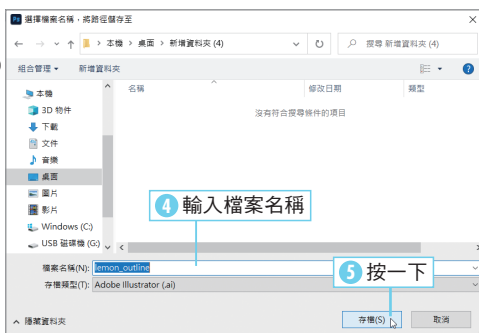 Ps 選擇檔案名稱，將路徑儲存至
本機 › 桌面 › 新增資料夾 (4)
搜尋 新增資料夾 (4)
組合管理 新增資料夾
名稱 修改日期 類型
沒有符合搜尋條件的項目
本機
3D 物件
下載
文件
音樂
桌面
圖片
影片
Windows (C:)
USB 磁碟機 (G:)
4 輸入檔案名稱
檔案名稱(N): lemon_outline
存檔類型(T): Adobe Illustrator (.ai)
5 按一下
隱藏資料夾 存檔(S) 取消